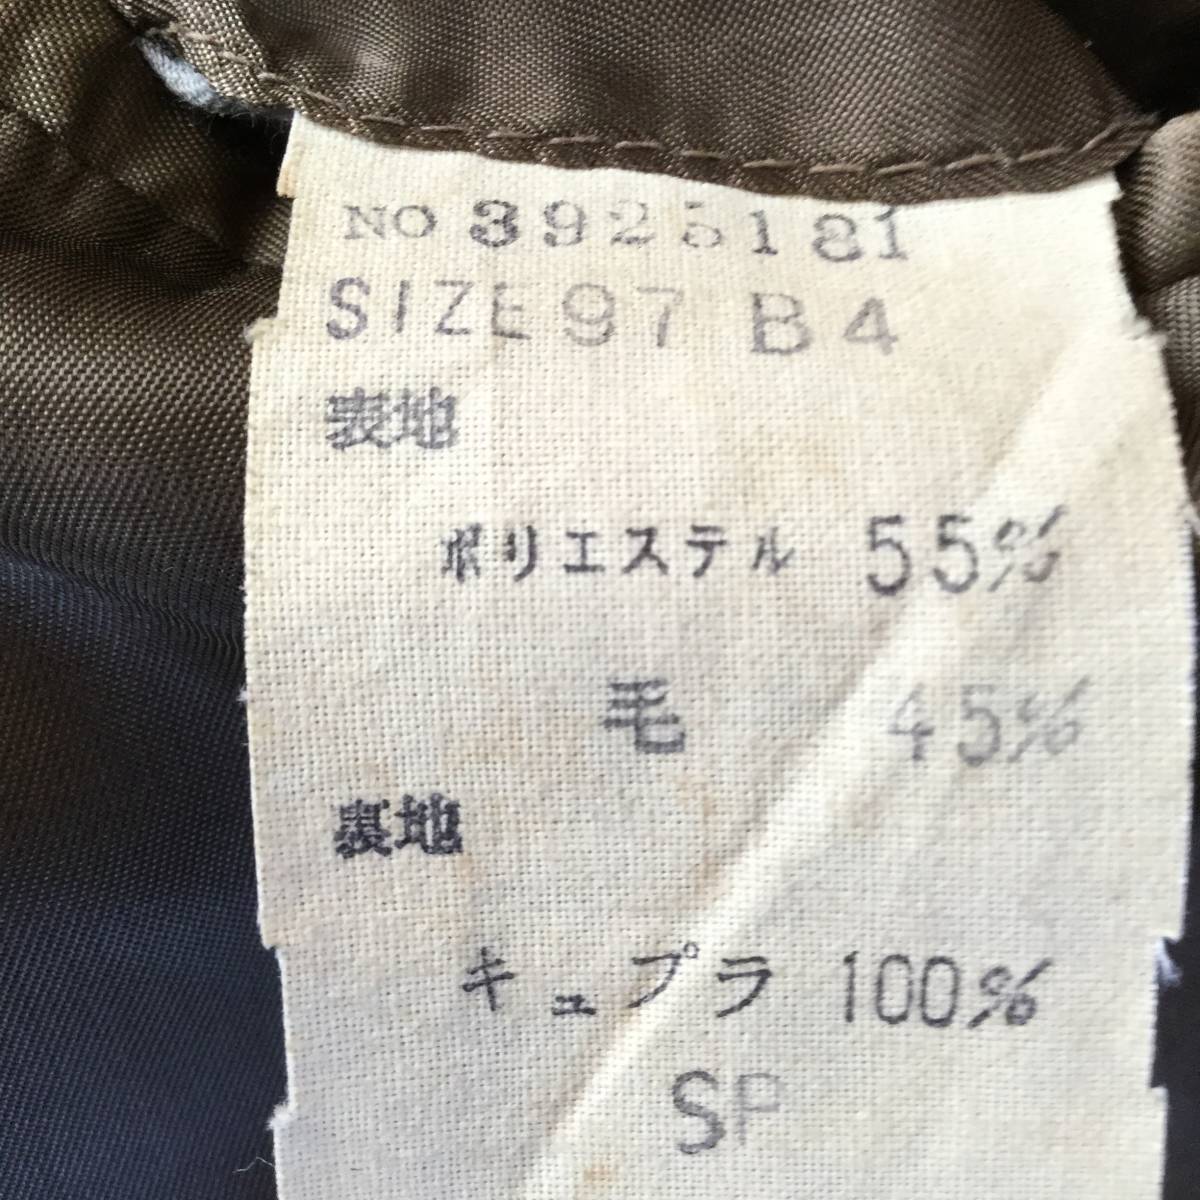 NO 3925181
SIZE 97 B4
表地
ポリエステル 55%
毛 45%
裏地
キュプラ 100%
SP